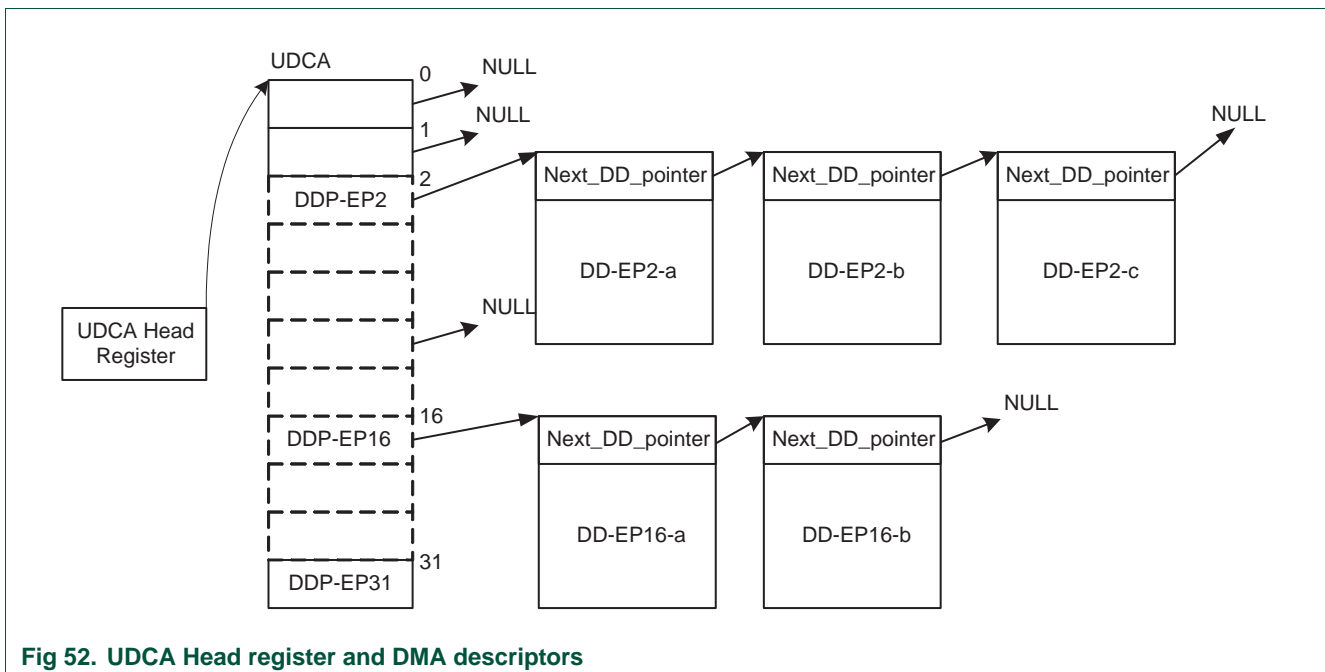 UDCA
0
NULL
1
NULL
2
DDP-EP2
Next_DD_pointer
DD-EP2-a
Next_DD_pointer
DD-EP2-b
Next_DD_pointer
DD-EP2-c
NULL
NULL
UDCA Head
Register
16
DDP-EP16
Next_DD_pointer
DD-EP16-a
Next_DD_pointer
DD-EP16-b
NULL
31
DDP-EP31
Fig 52. UDCA Head register and DMA descriptors